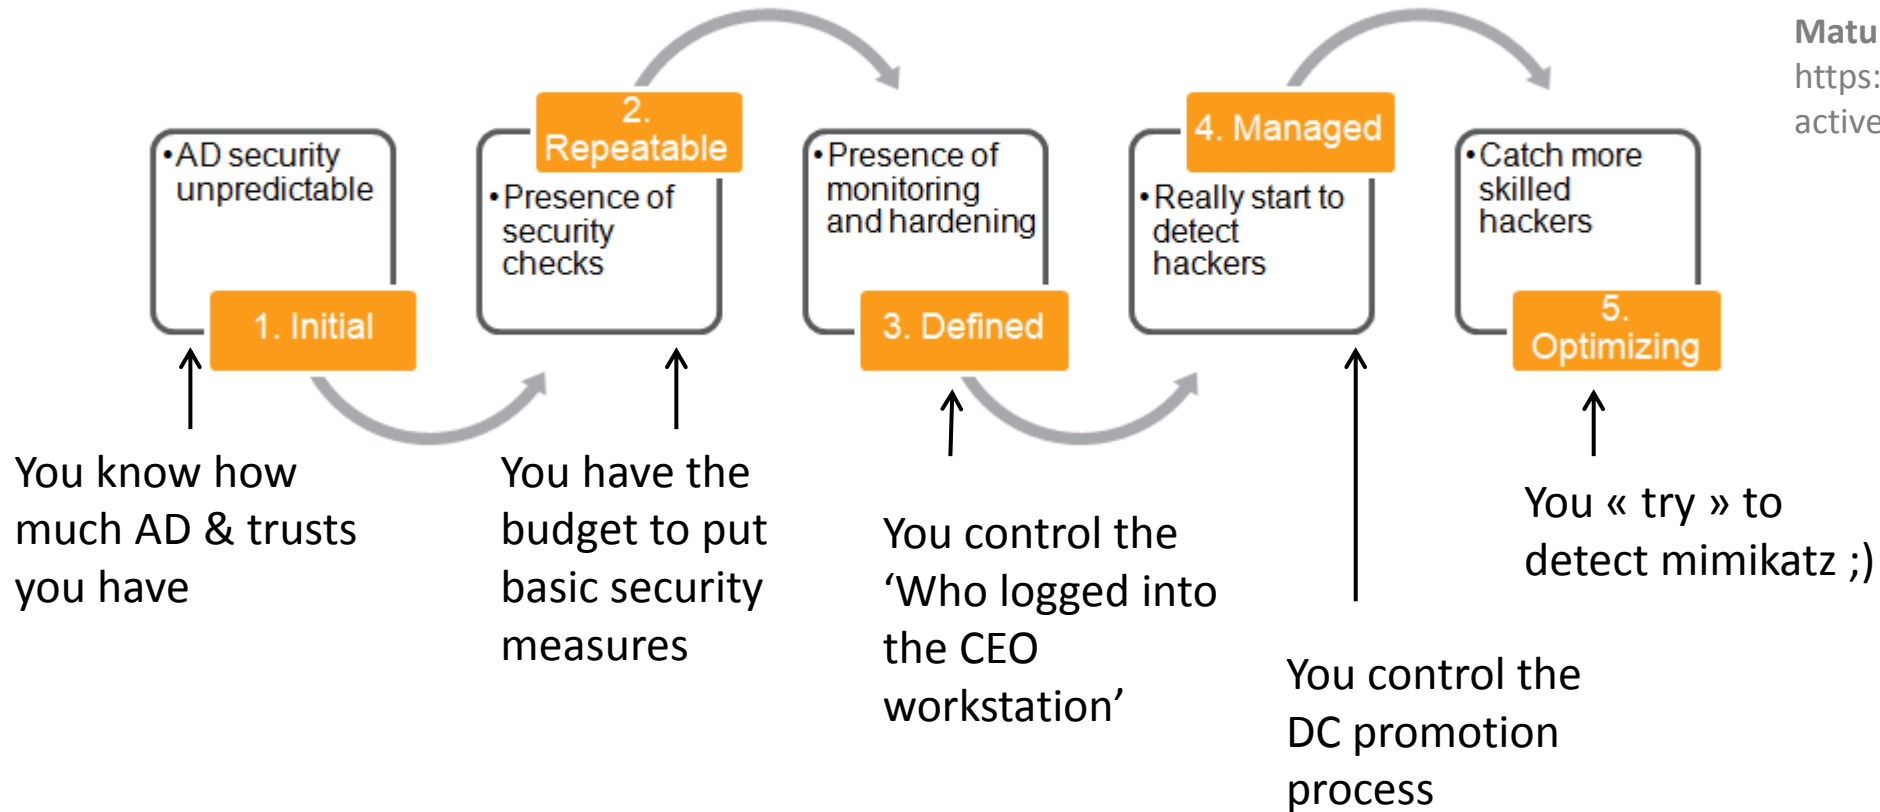 Matu
https:
active
•AD security
unpredictable
1. Initial
2.
Repeatable
•Presence of
security
checks
•Presence of
monitoring
and hardening
3. Defined
4. Managed
•Really start to
detect
hackers
•Catch more
skilled
hackers
5.
Optimizing
You know how
much AD & trusts
you have
You have the
budget to put
basic security
measures
You control the
‘Who logged into
the CEO
workstation’
You control the
DC promotion
process
You « try » to
detect mimikatz ;)